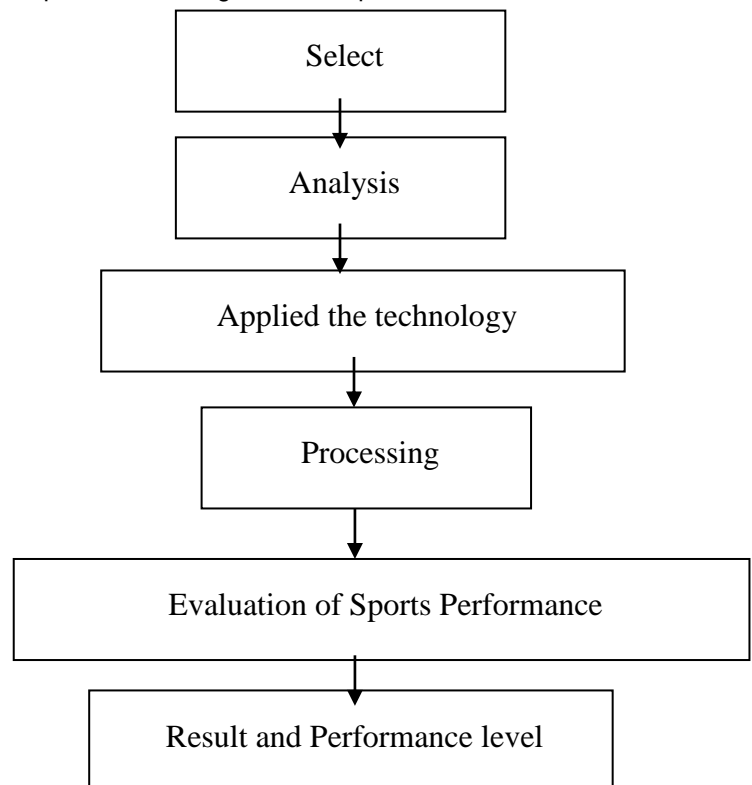 Select
Analysis
Applied the technology
Processing
Evaluation of Sports Performance
Result and Performance level